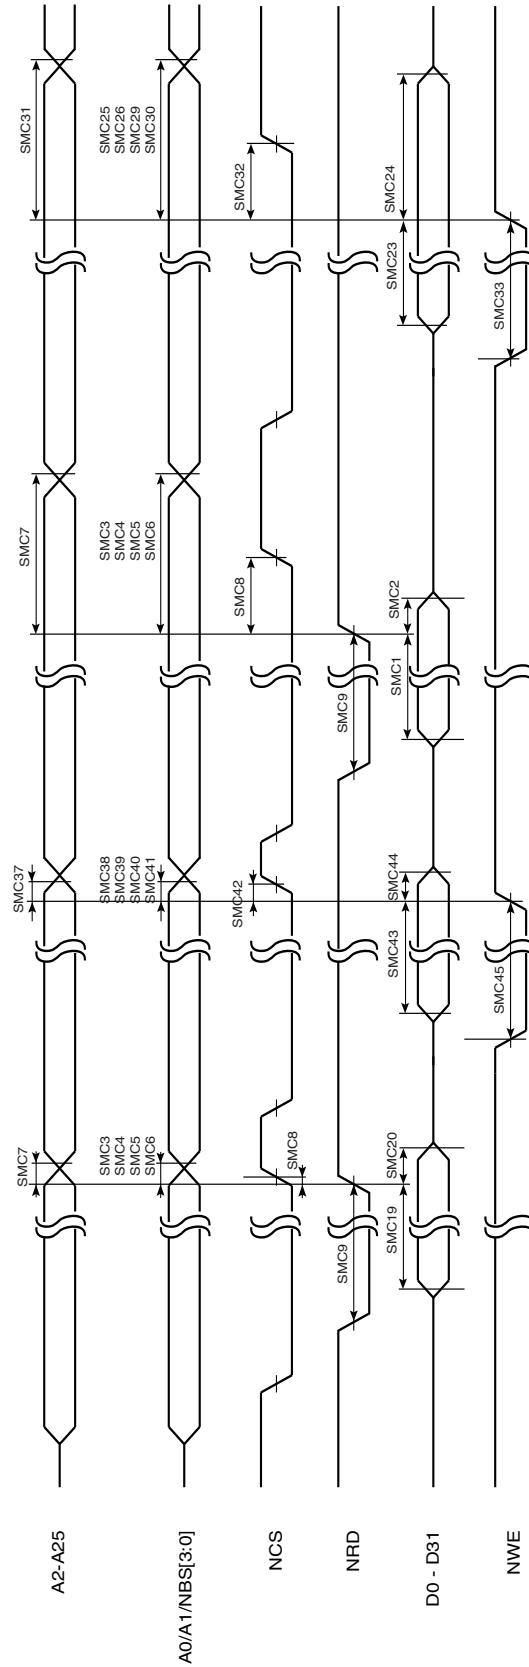 A2-A25
SMC7
SMC37
SMC7
SMC31
A0/A1/NBS[3:0]
SMC3
SMC4
SMC5
SMC6
SMC38
SMC39
SMC40
SMC41
SMC3
SMC4
SMC5
SMC6
SMC25
SMC26
SMC29
SMC30
NCS
SMC8
SMC42
SMC8
SMC32
NRD
SMC9
SMC9
D0 - D31
SMC19
SMC20
SMC43
SMC44
SMC1
SMC2
SMC23
SMC24
NWE
SMC45
SMC33